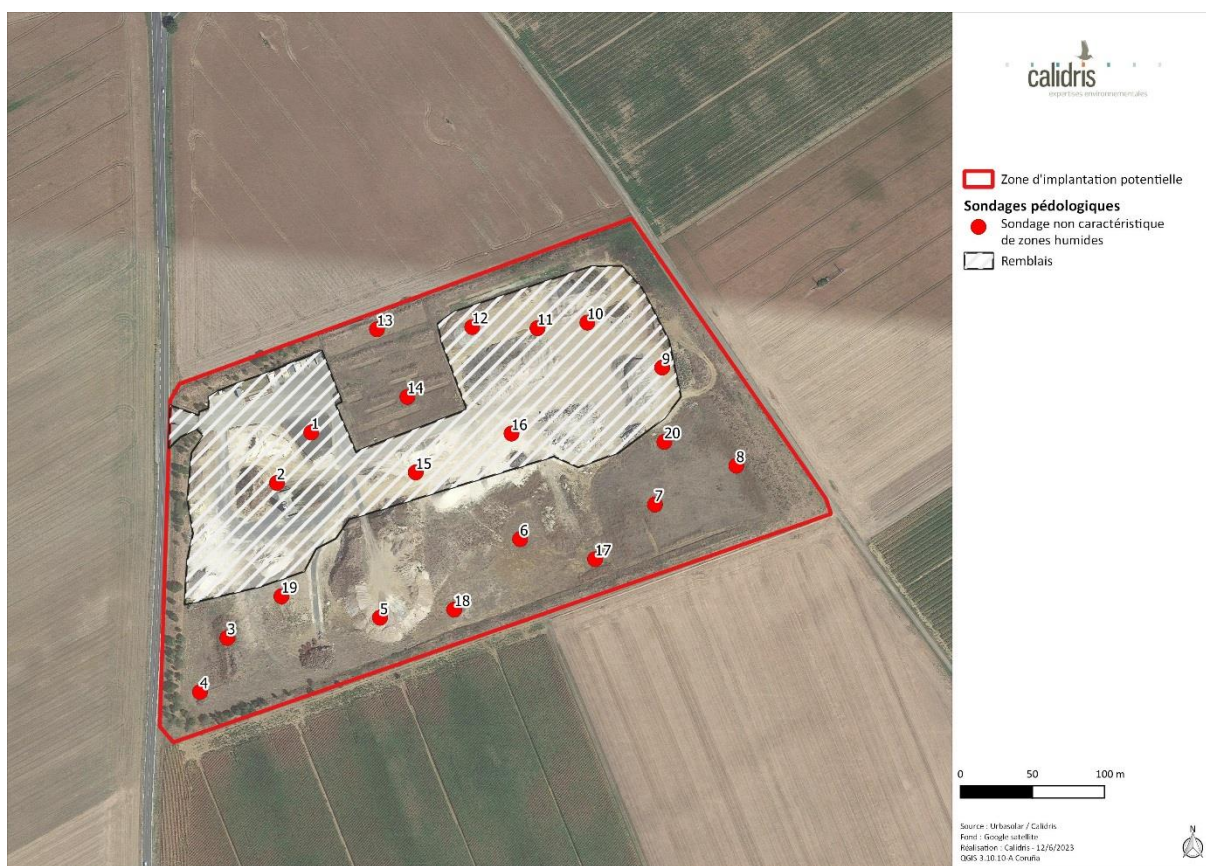 calidris
expertises environnementales
Zone d'implantation potentielle
Sondages pédologiques
Sondage non caractéristique
de zones humides
Remblais
13
12
11
10
9
14
1
16
20
2
15
8
7
6
17
19
5
18
3
4
0 50 100 m
Source : Urbasolar / Calidris
Fond : Google satellite
Réalisation : Calidris - 12/6/2023
QGIS 3.10.10-A Coruña
N